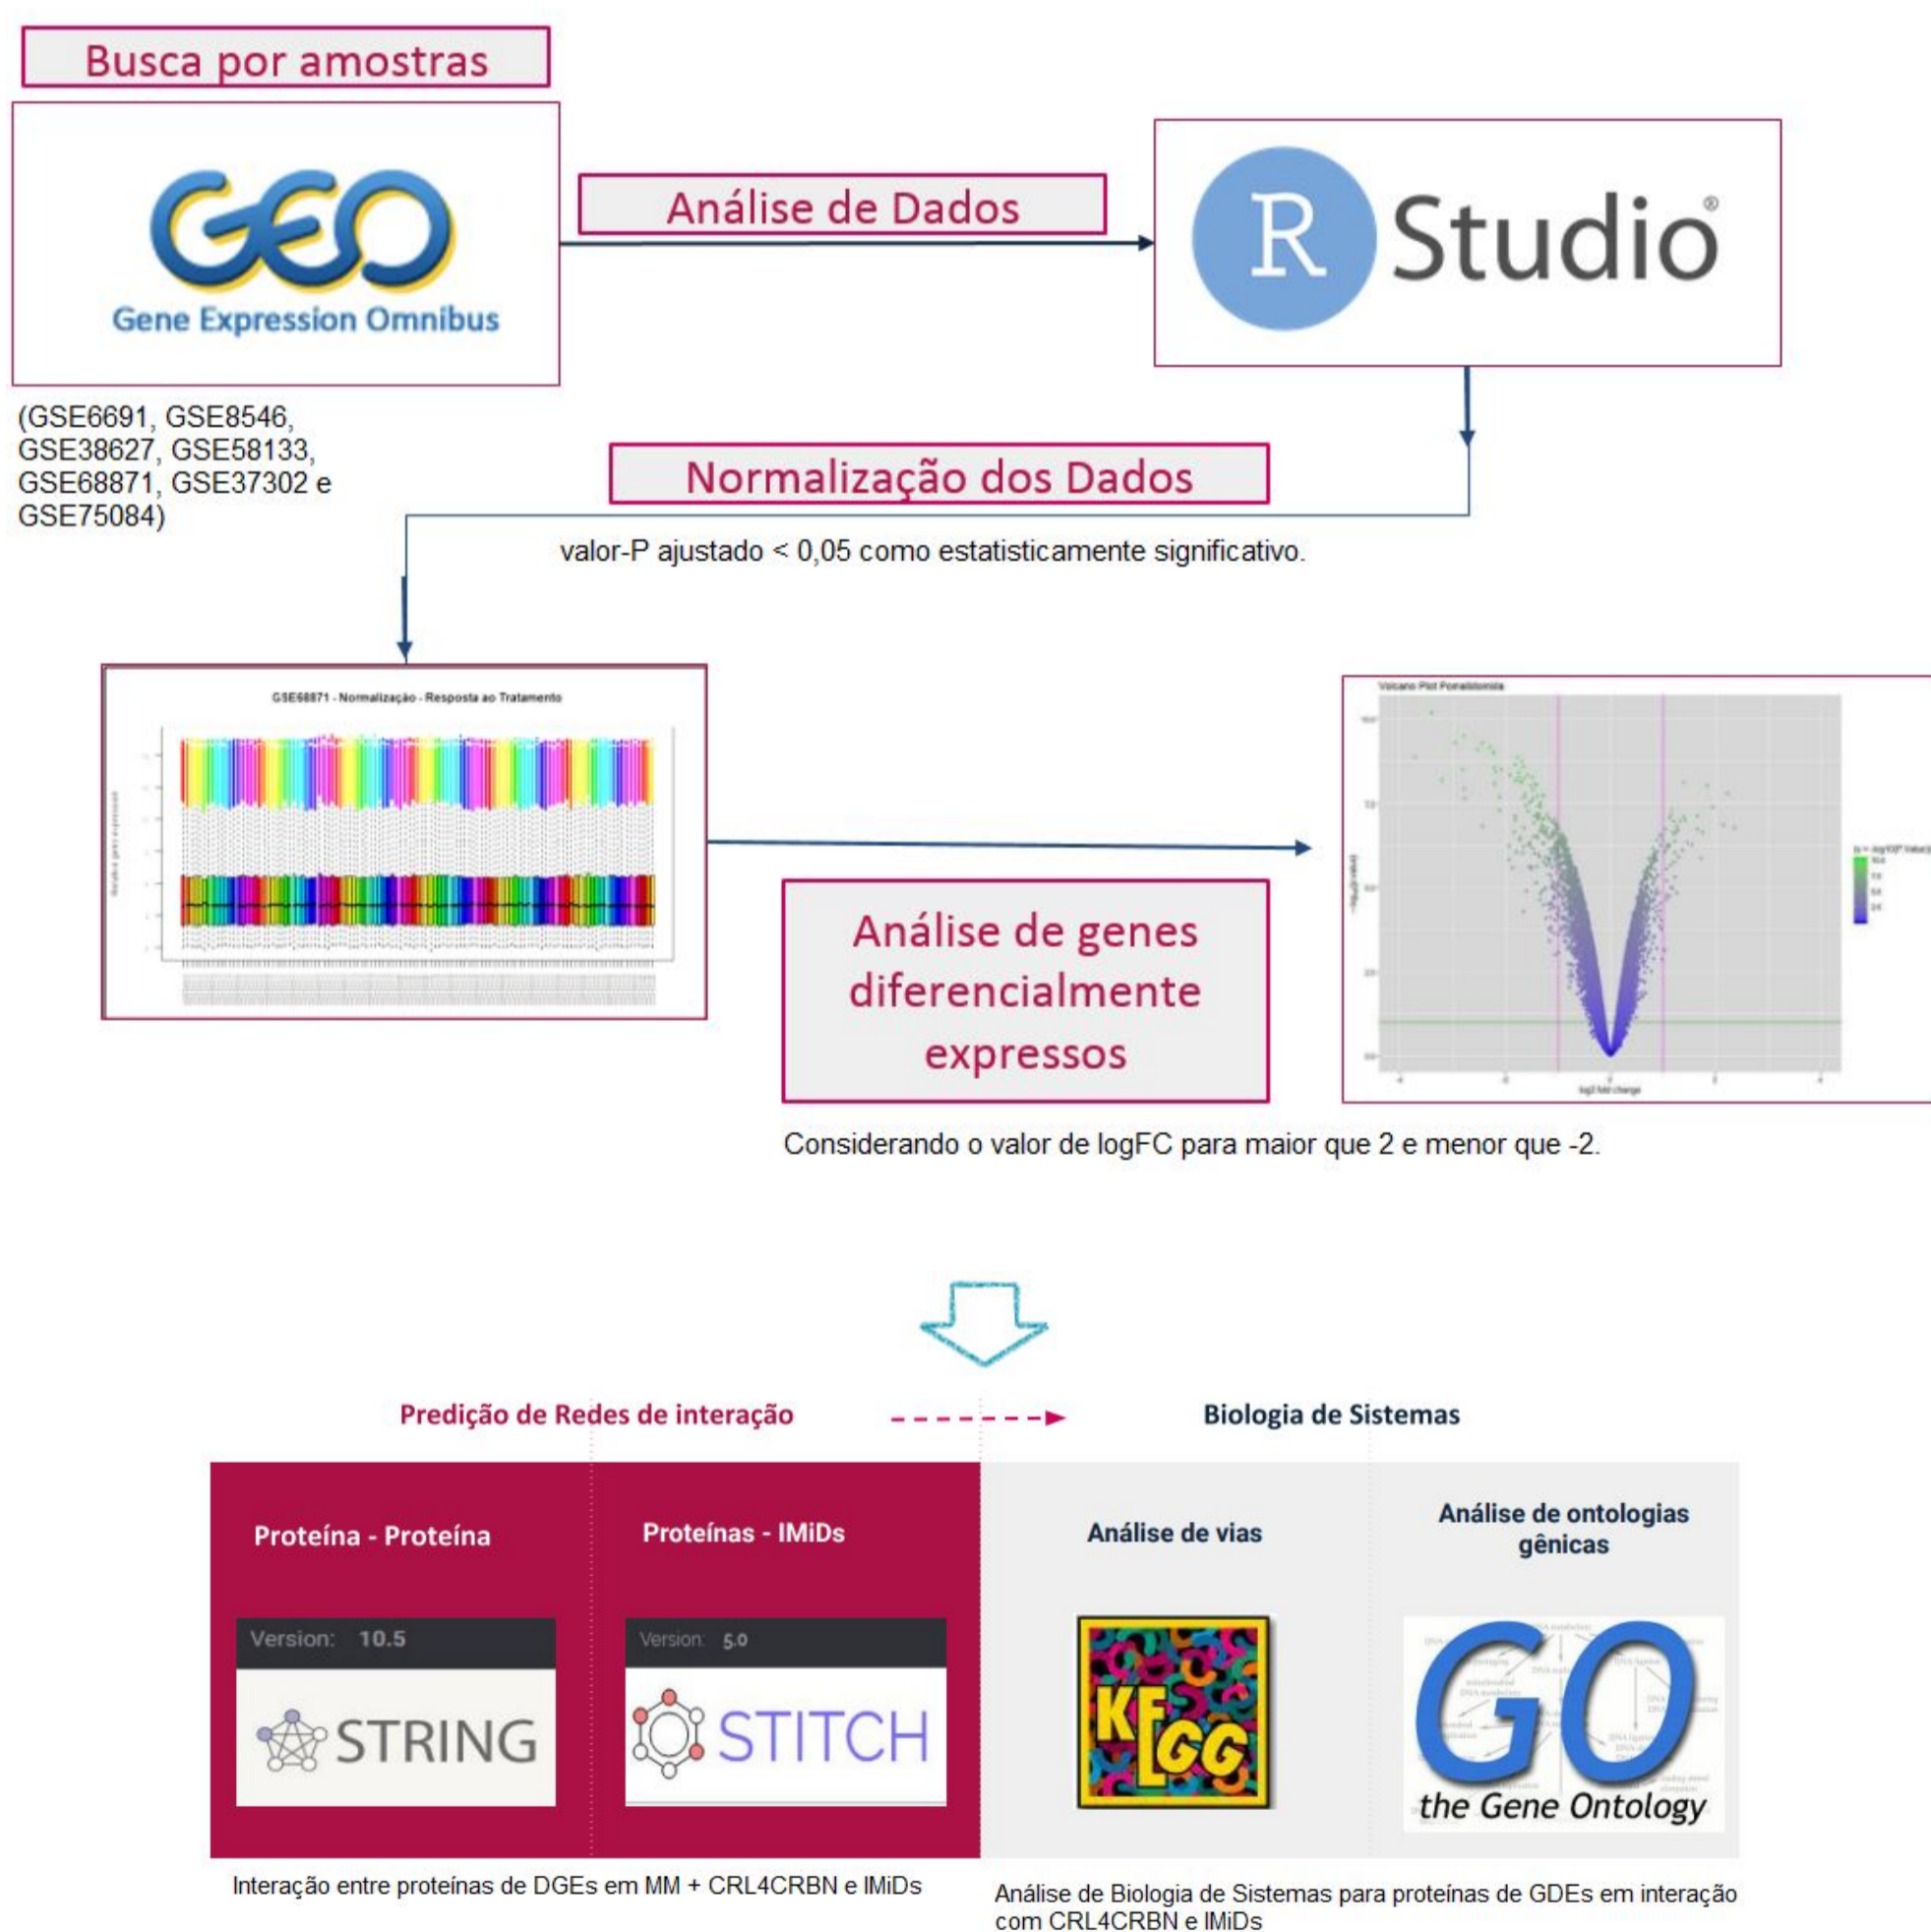 Busca por amostras
GEO
Gene Expression Omnibus
Análise de Dados
R Studio®
(GSE6691, GSE8546,
GSE38627, GSE58133,
GSE68871, GSE37302 e
GSE75084)
Normalização dos Dados
valor-P ajustado < 0,05 como estatisticamente significativo.
GSE68871 - Normalização - Resposta ao Tratamento
Volcano Plot Pomalidomida
log2 fold change
Análise de genes
diferencialmente
expressos
Considerando o valor de logFC para maior que 2 e menor que -2.
Predição de Redes de interação
Biologia de Sistemas
Proteína - Proteína
Proteínas - IMiDs
Análise de vias
Análise de ontologias
gênicas
Version: 10.5
STRING
Version: 5.0
STITCH
KEGG
GO
the Gene Ontology
Interação entre proteínas de DGEs em MM + CRL4CRBN e IMiDs
Análise de Biologia de Sistemas para proteínas de GDEs em interação
com CRL4CRBN e IMiDs